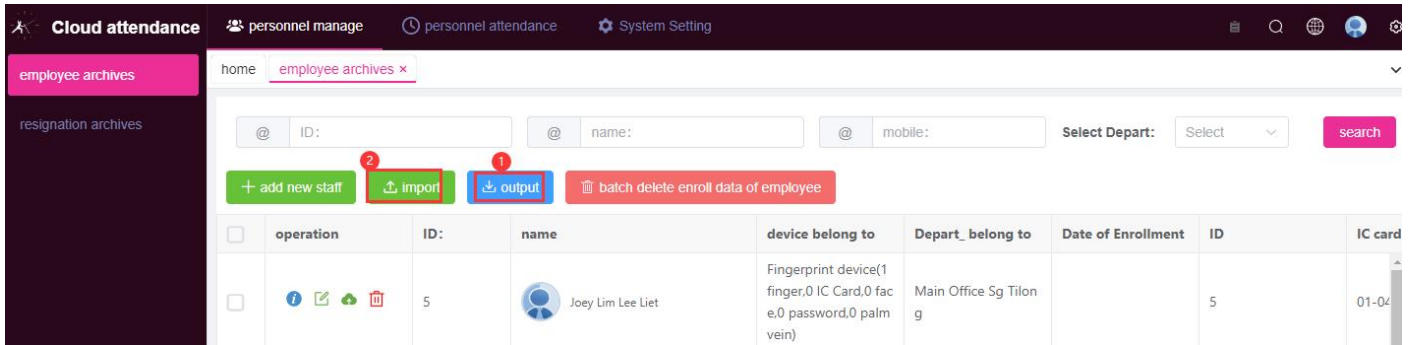 Cloud attendance personnel manage personnel attendance System Setting
employee archives home employee archives ×
resignation archives @ ID: @ name: @ mobile: Select Depart: Select search
2 1
+ add new staff import output batch delete enroll data of employee
operation ID: name device belong to Depart_ belong to Date of Enrollment ID IC card
Fingerprint device(1
finger,0 IC Card,0 fac
e,0 password,0 palm
vein)
5 Joey Lim Lee Liet Main Office Sg Tilon
g
5 01-04